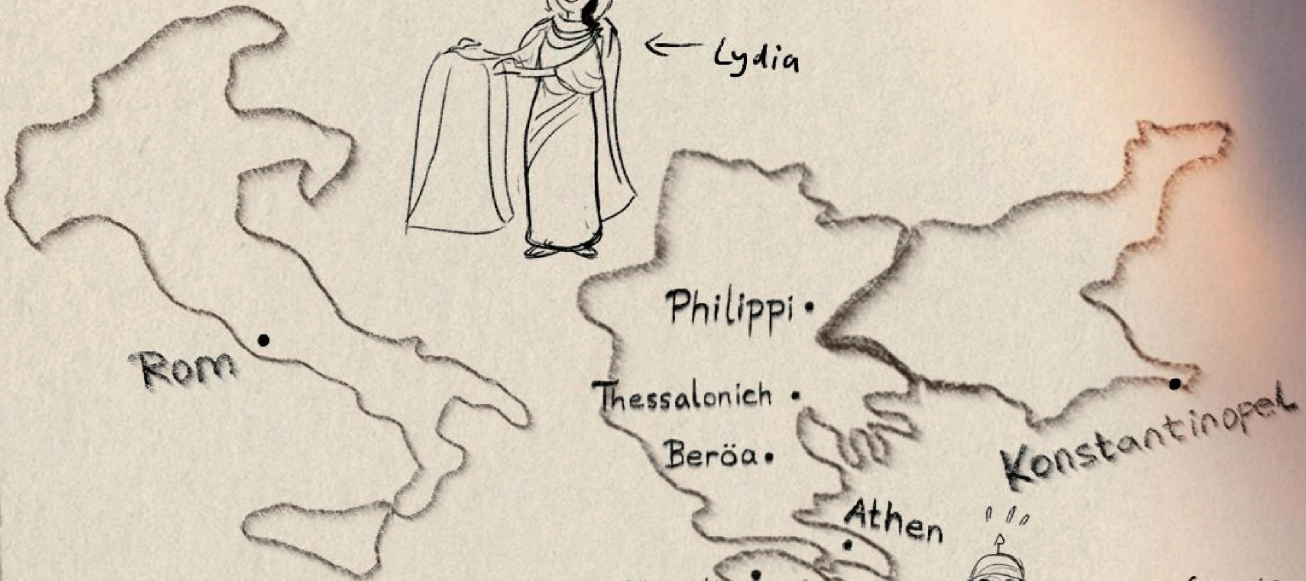 ← Lydia
Philippi
Rom
Thessalonich
Konstantinopel
Beröa
Athen